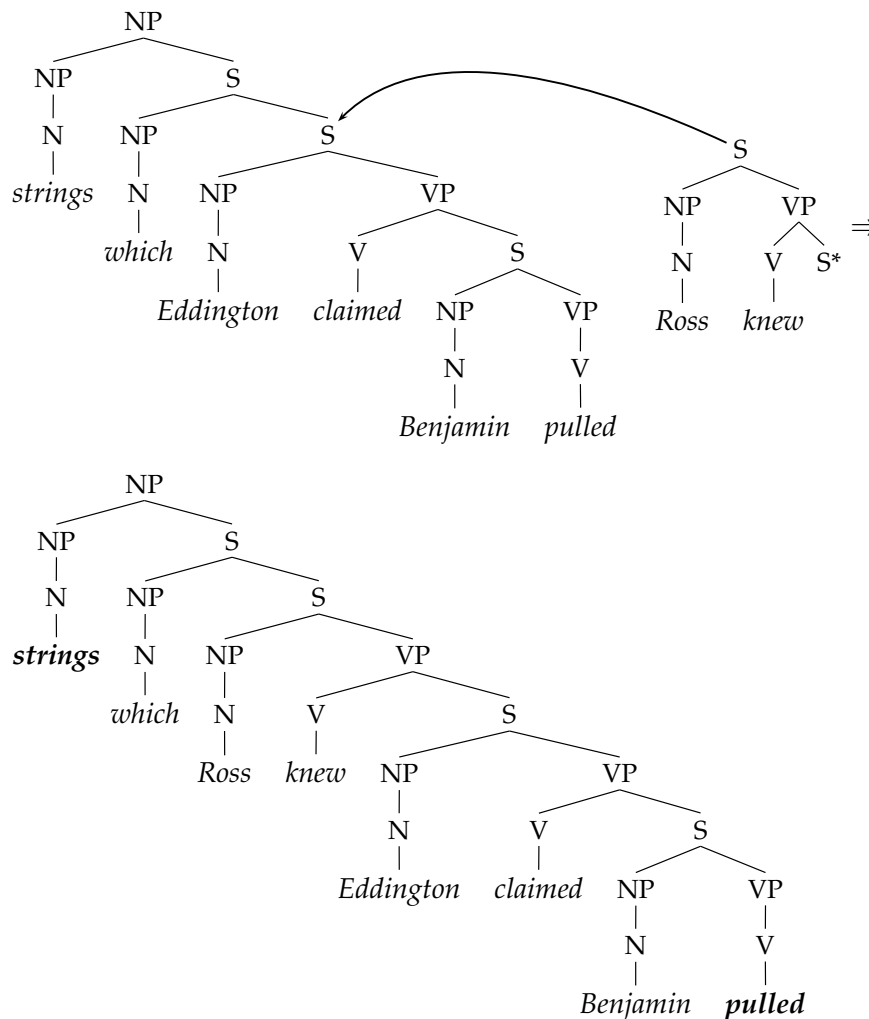 NP
NP S
N NP S S
strings N NP VP NP VP ⇒
which N V S N V S*
Eddington claimed NP VP Ross knew
N V
Benjamin pulled
NP
NP S
N NP S
strings N NP VP
which N V S
Ross knew NP VP
N V S
Eddington claimed NP VP
N V
Benjamin pulled